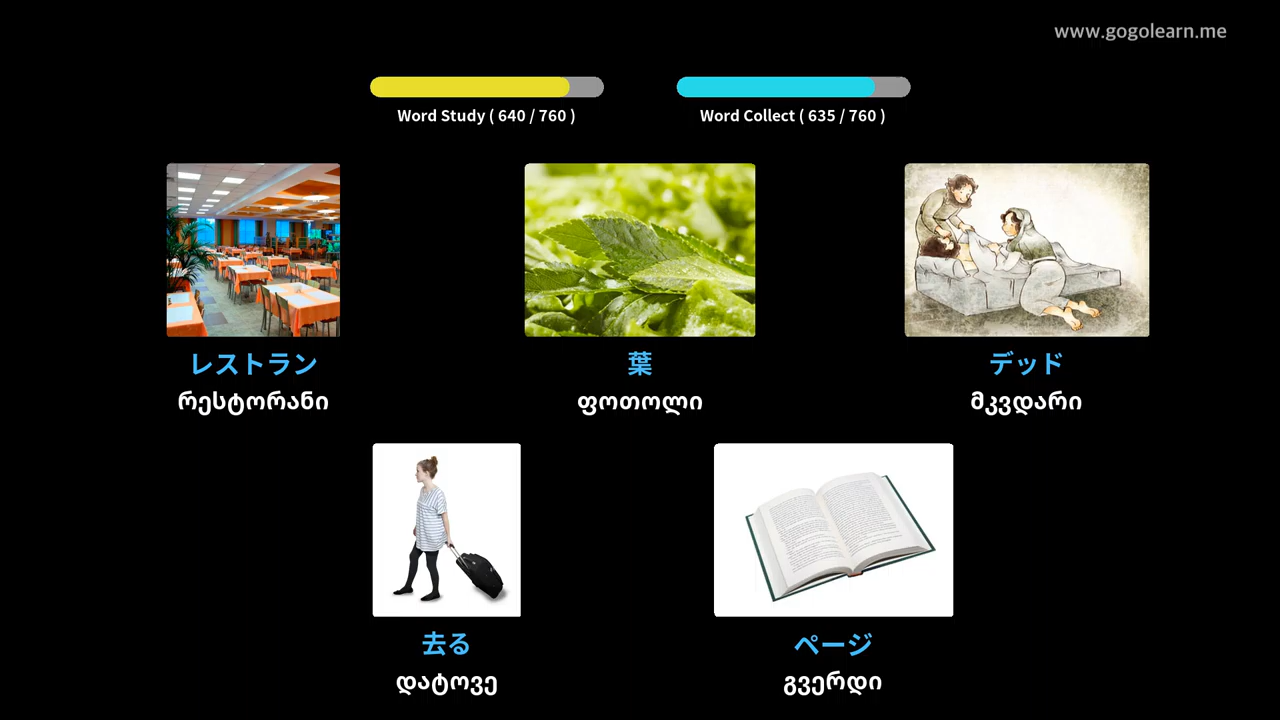 www.gogolearn.me
Word Study ( 640 / 760 )
Word Collect ( 635 / 760 )
レストラン
რესტორანი
葉
ფოთოლი
デッド
მკვდარი
去る
დატოვე
ページ
გვერდი